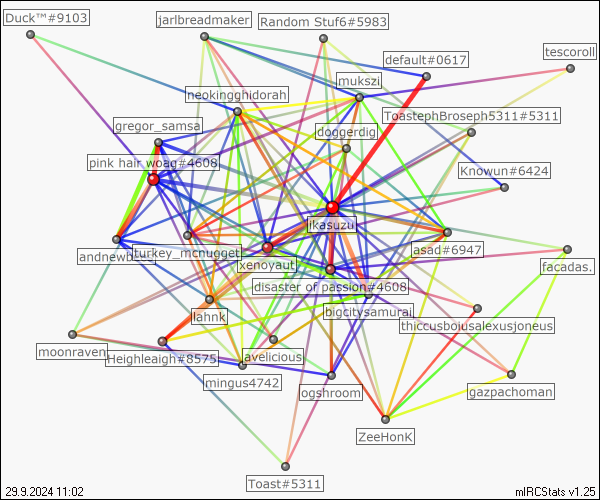 Duck™#9103
jarlbreadmaker
Random Stuf6#5983
default#0617
tescoroll
mukszi
neokingghidorah
ToastephBroseph5311#5311
gregor_samsa
doggerdig
pink hair woag#4608
Knowun#6424
jkasuzu
andnewb
turkey_mcnugget
xenoyaut
asad#6947
facadas.
disaster of passion#4608
lahnk
bigcitysamurai
thiccusboiusalexusjoneus
moonraven
Heighleaigh#8575
avelicious
mingus4742
ogshroom
gazpachoman
ZeeHonK
Toast#5311
29.9.2024 11:02
mIRCStats v1.25